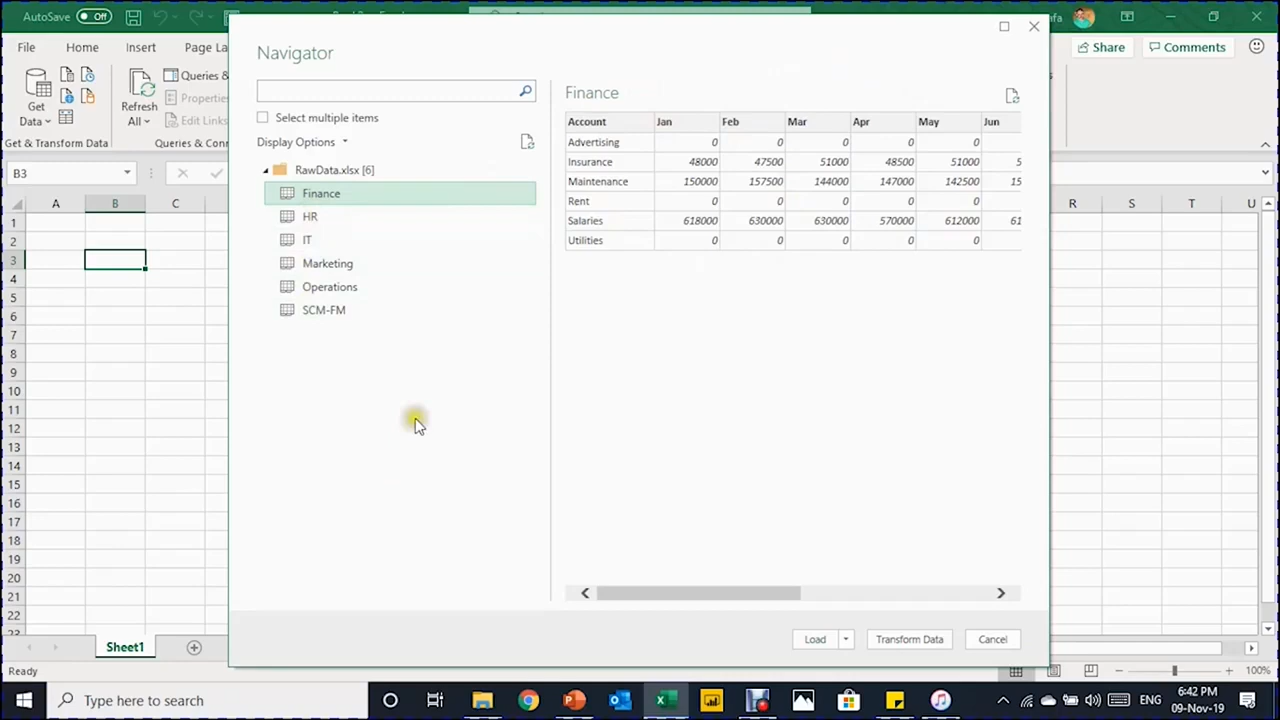 AutoSave Off
File Home Insert Page La
Share Comments
Get
Data
Refresh
All
Queries &
Properties
Edit Links
Get & Transform Data Queries & Conn
B3
Navigator
Select multiple items
Display Options
RawData.xlsx [6]
Finance
HR
IT
Marketing
Operations
SCM-FM
Finance
Account Jan Feb Mar Apr May Jun
Advertising 0 0 0 0 0
Insurance 48000 47500 51000 48500 51000 5
Maintenance 150000 157500 144000 147000 142500 15
Rent 0 0 0 0 0
Salaries 618000 630000 630000 570000 612000 61
Utilities 0 0 0 0 0
Load Transform Data Cancel
A B C R S T U
1
2
3
4
5
6
7
8
9
10
11
12
13
14
15
16
17
18
19
20
21
22
23
Sheet1
Ready 100%
Type here to search
ENG
6:42 PM
09-Nov-19